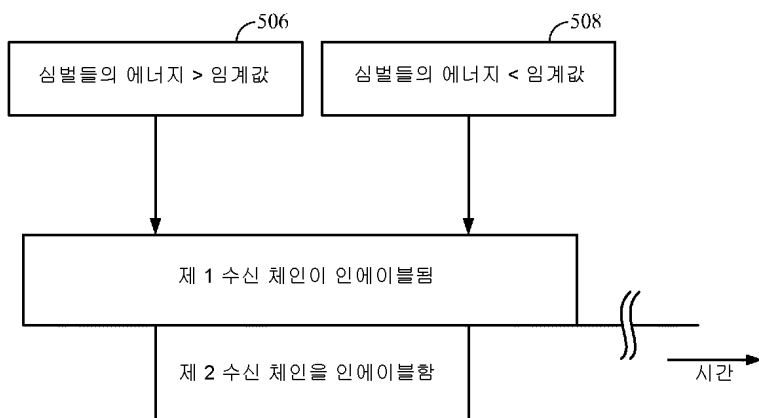 506
508
심벌들의 에너지 > 임계값
심벌들의 에너지 < 임계값
제 1 수신 체인이 인에이블됨
제 2 수신 체인을 인에이블함
시간